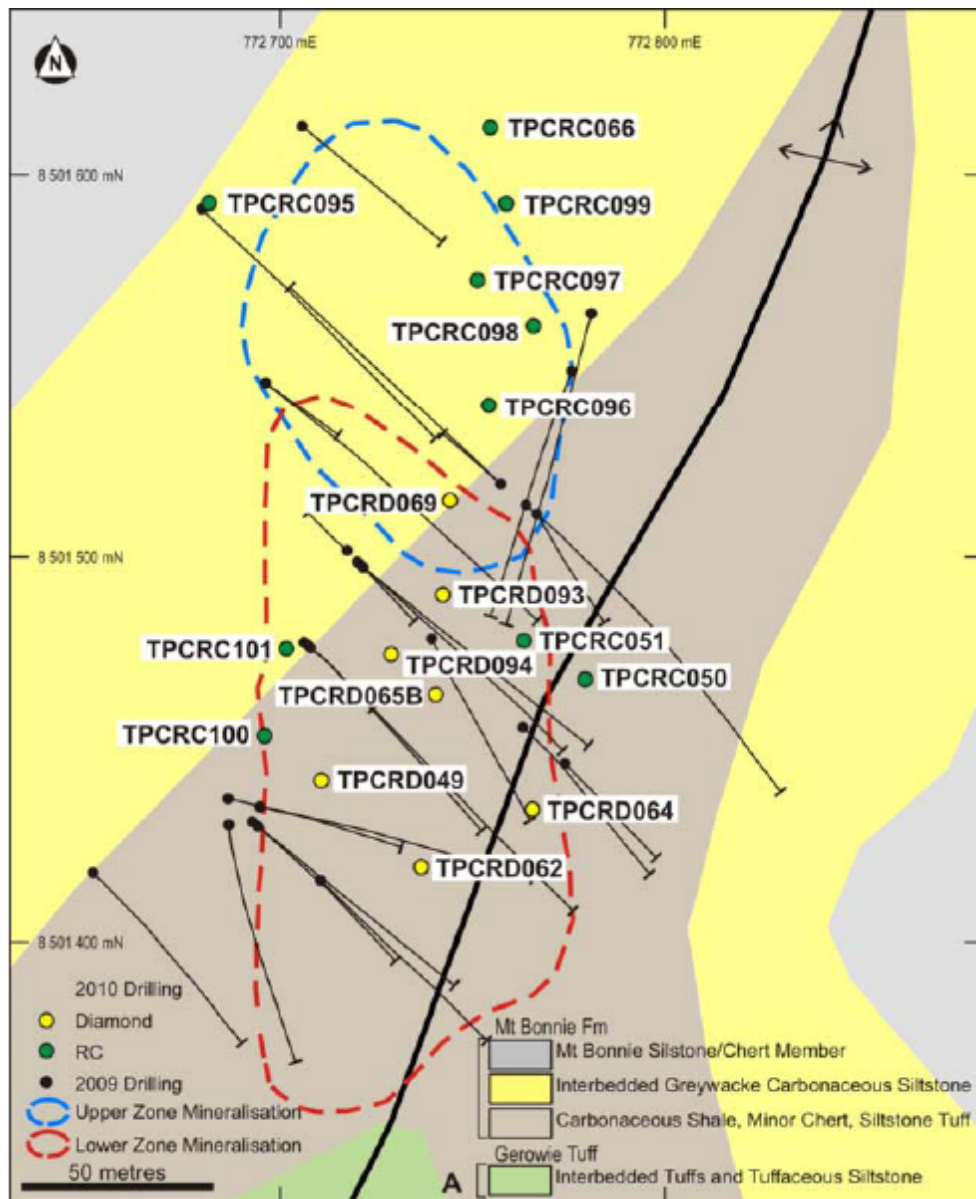 772 700 mE
772 800 mE
N
TPCRC066
8 501 600 mN
TPCRC095
TPCRC099
TPCRC097
TPCRC098
TPCRC096
TPCRD069
8 501 500 mN
TPCRD093
TPCRC051
TPCRC101
TPCRD094
TPCRC050
TPCRD065B
TPCRC100
TPCRD049
TPCRD064
TPCRD062
8 501 400 mN
2010 Drilling
Diamond
RC
2009 Drilling
Upper Zone Mineralisation
Lower Zone Mineralisation
50 metres
Mt Bonnie Fm
Mt Bonnie Silstone/Chert Member
Interbedded Greywacke Carbonaceous Siltstone
Carbonaceous Shale, Minor Chert, Siltstone Tuff
Gerowie Tuff
A
Interbedded Tuffs and Tuffaceous Siltstone